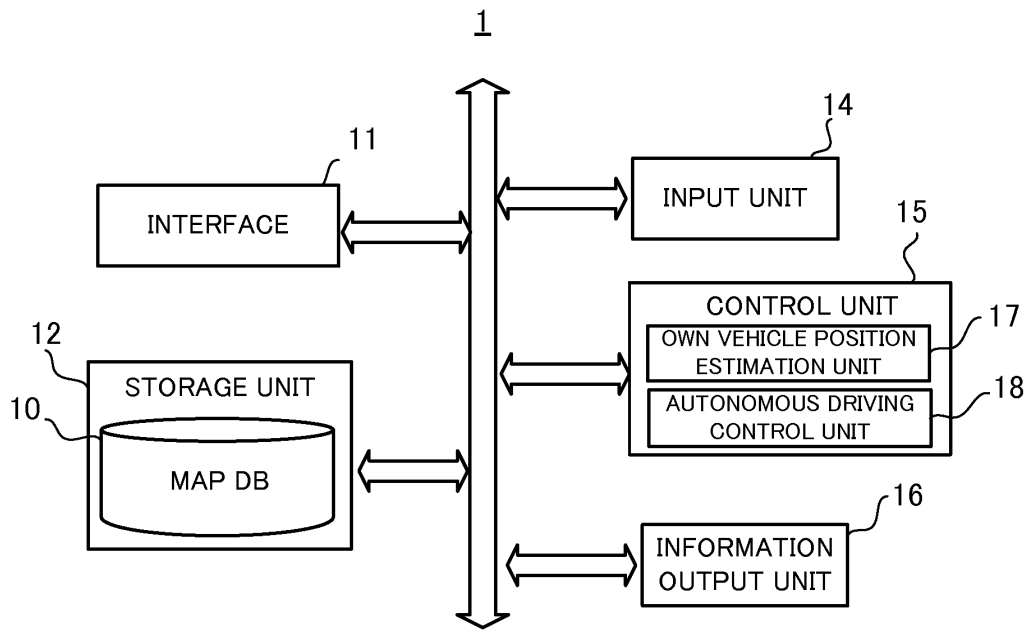 1
11
INTERFACE
14
INPUT UNIT
15
CONTROL UNIT
17
OWN VEHICLE POSITION
ESTIMATION UNIT
18
AUTONOMOUS DRIVING
CONTROL UNIT
12
STORAGE UNIT
10
MAP DB
16
INFORMATION
OUTPUT UNIT